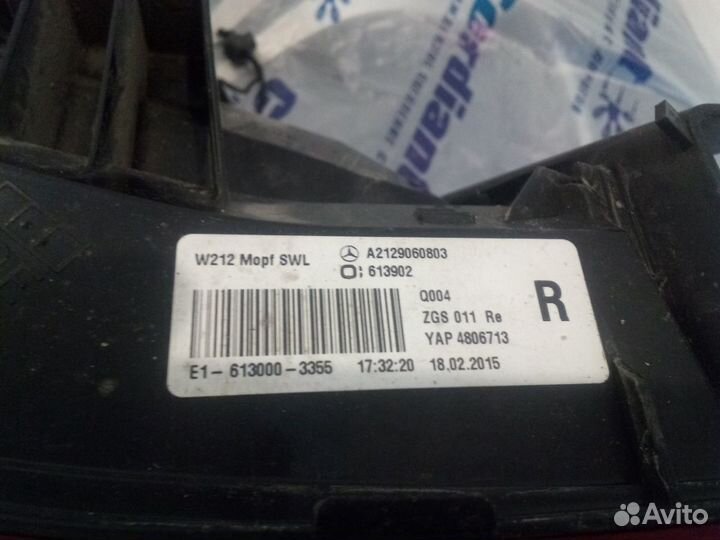 Cordiant
W212 Mopf SWL
A2129060803
613902
Q004
ZGS 011 Re
YAP 4806713
R
E1- 613000- 3355 17:32:20 18.02.2015
Avito